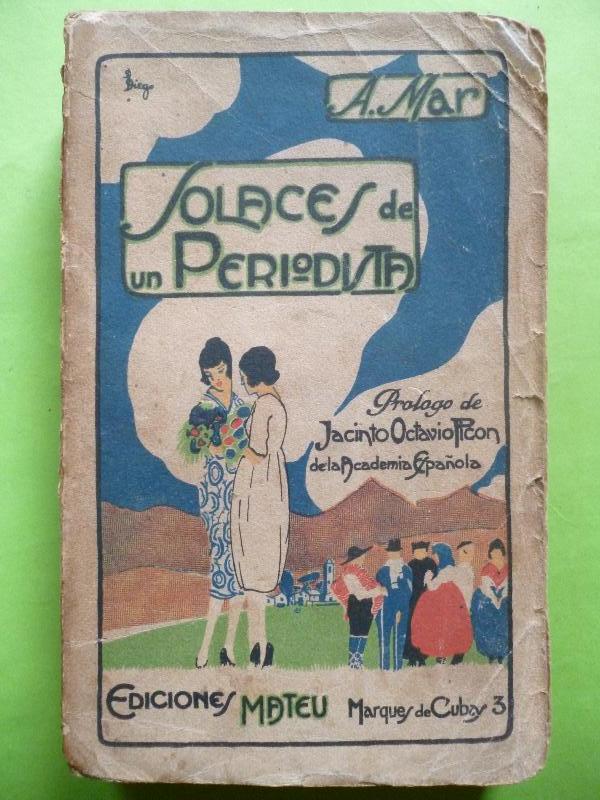 Diego
A. Mar
SOLACES de
un PERIODISTA
Prologo de
Jacinto Octavio Picon
de la Academia Española
EDICIONES MATEU Marques de Cubas 3